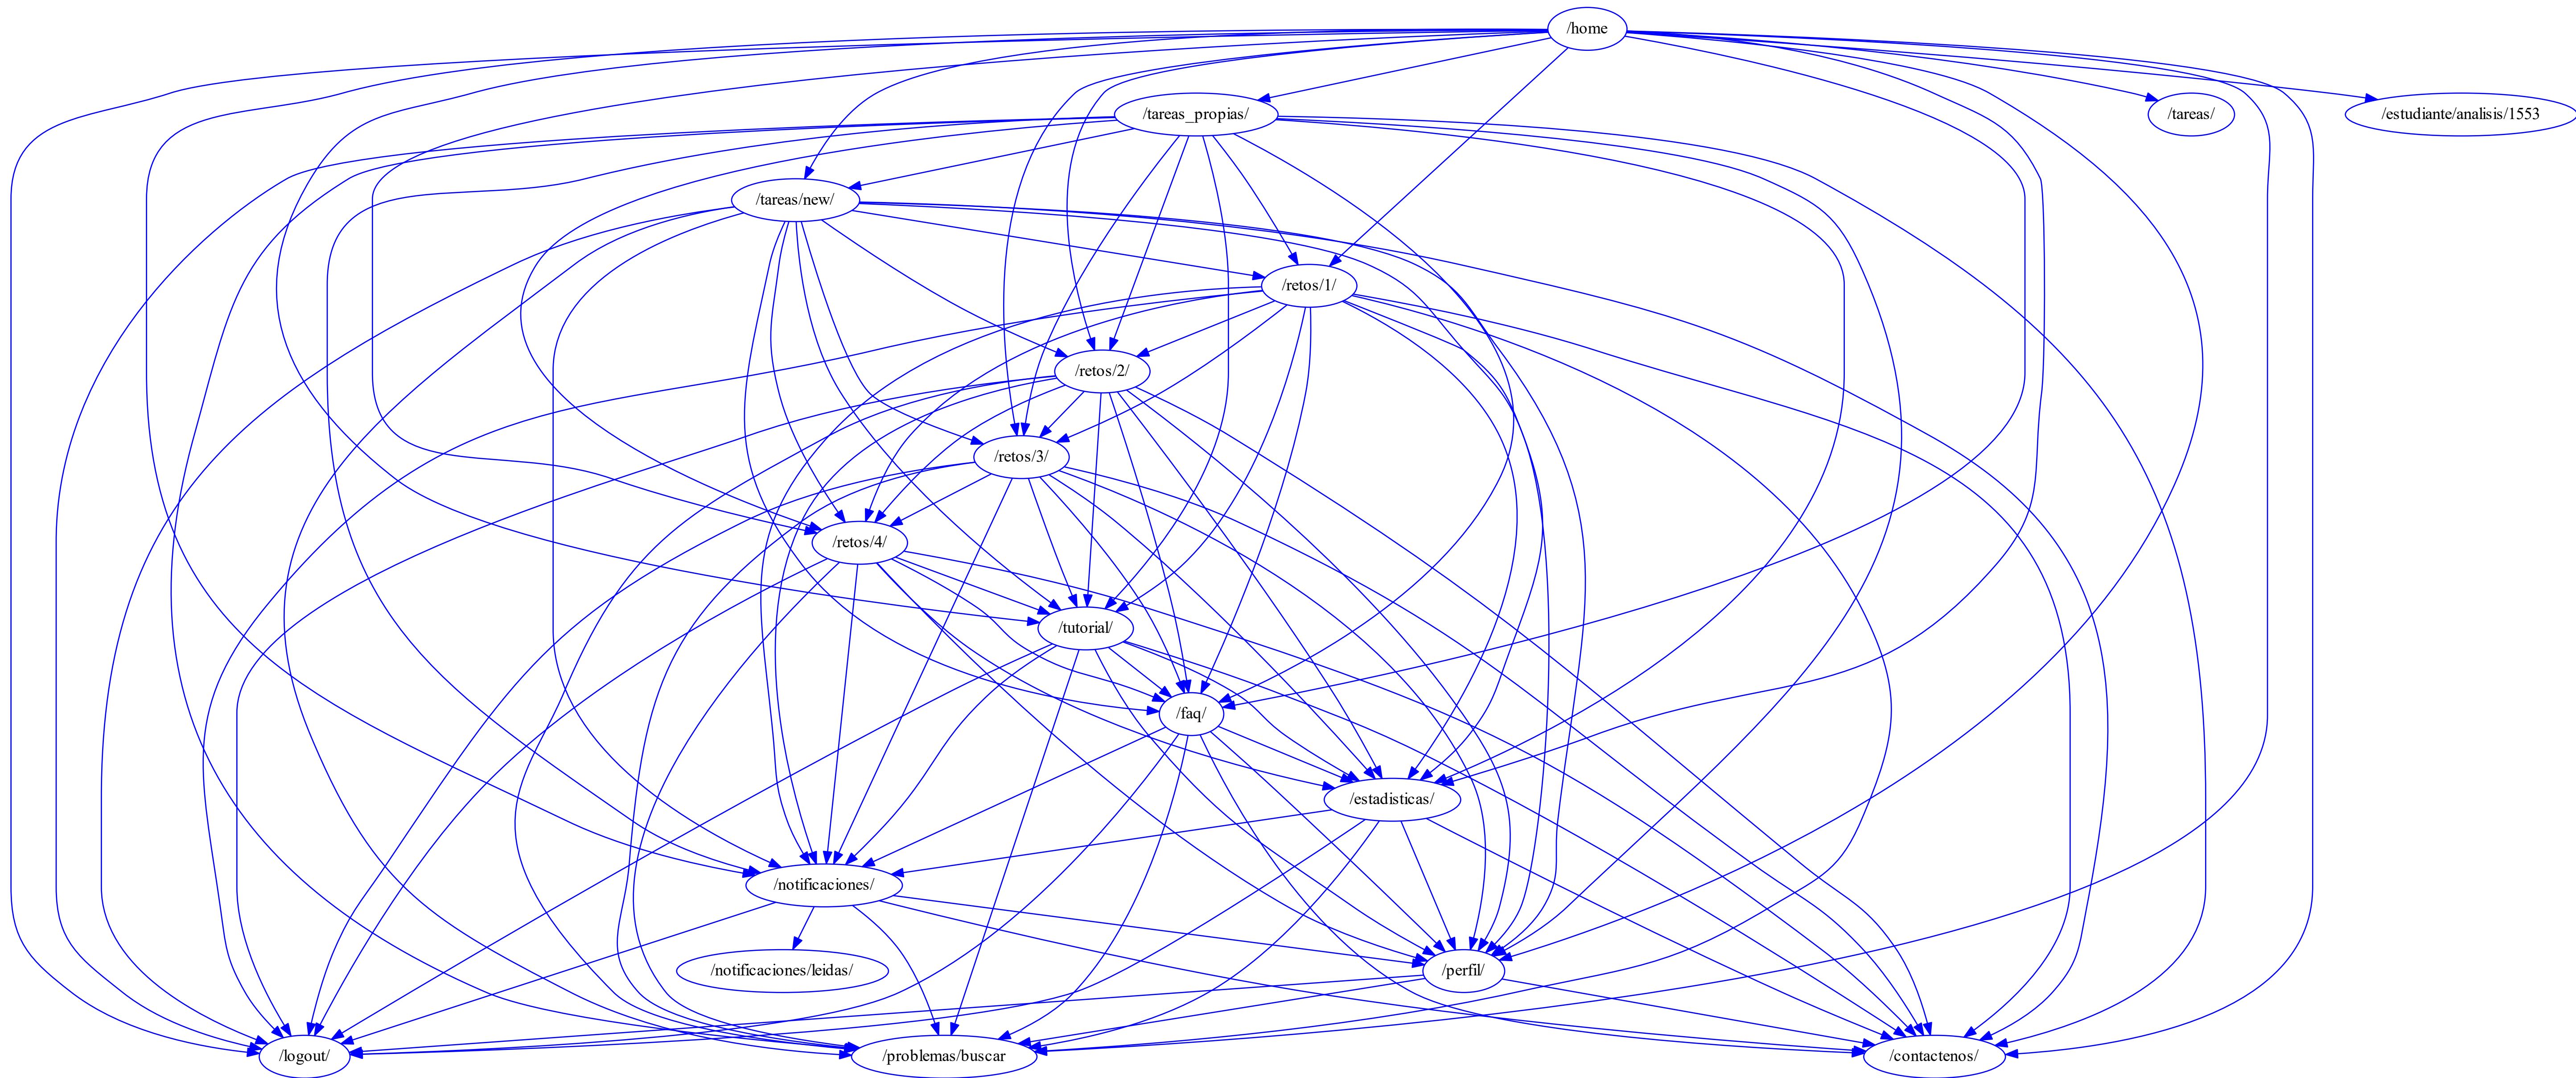 /home
/tareas_propias/
/tareas/
/estudiante/analisis/1553
/tareas/new/
/retos/1/
/retos/2/
/retos/3/
/retos/4/
/tutorial/
/faq/
/estadisticas/
/notificaciones/
/notificaciones/leidas/
/perfil/
/logout/
/problemas/buscar
/contactenos/